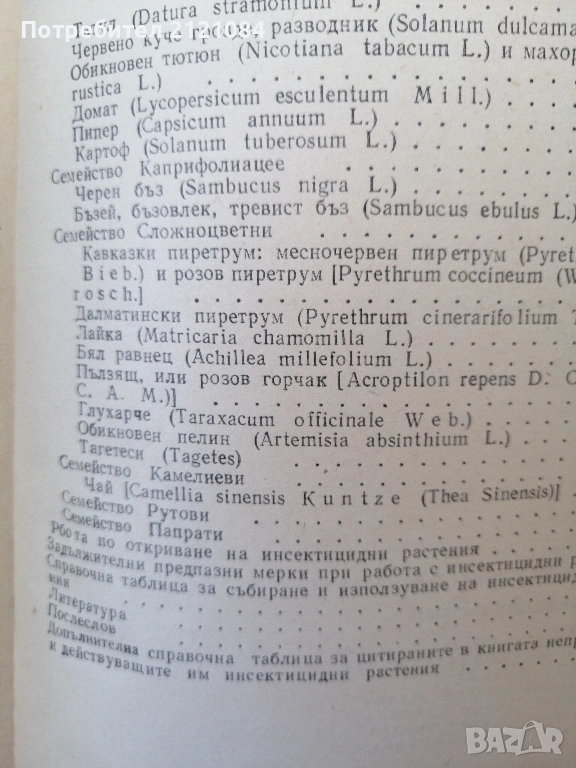 Потребител 2121084
(Datura stramonium L.)
Червено куче грозде, разводник (Solanum dulcama
Обикновен тютюн (Nicotiana tabacum L.) и махор
rustica L.)
Домат (Lycopersicum esculentum Mill.)
Пипер (Capsicum annuum L.)
Картоф (Solanum tuberosum L.)
Семейство Каприфолиацее
Черен бъз (Sambucus nigra L.)
Бъзей, бъзовлек, тревист бъз (Sambucus ebulus L.)
Семейство Сложноцветни
Кавказки пиретрум: месночервен пиретрум (Pyret
Bieb.) и розов пиретрум [Pyrethrum coccineum (W
rosch.]
Далматински пиретрум (Pyrethrum cinerarifolium
Лайка (Matricaria chamomilla L.)
Бял равнец (Achillea millefolium L.)
Пълзящ, или розов горчак [Acroptilon repens D. C
C. A. M.)]
Глухарче (Taraxacum officinale Web.)
Обикновен пелин (Artemisia absinthium L.)
Тагетеси (Tagetes)
Семейство Камелиеви
Чай [Camellia sinensis Kuntze (Thea Sinensis)]
Семейство Рутови
Семейство Папрати
Рбота по откриване на инсектицидни растения
Задължителни предпазни мерки при работа с инсектицидни р
Справочна таблица за събиране и използуване на инсектицид
ния
Литература
Послеслов
Допълнителна справочна таблица за цитираните в книгата непр
и действуващите им инсектицидни растения
BAZAR